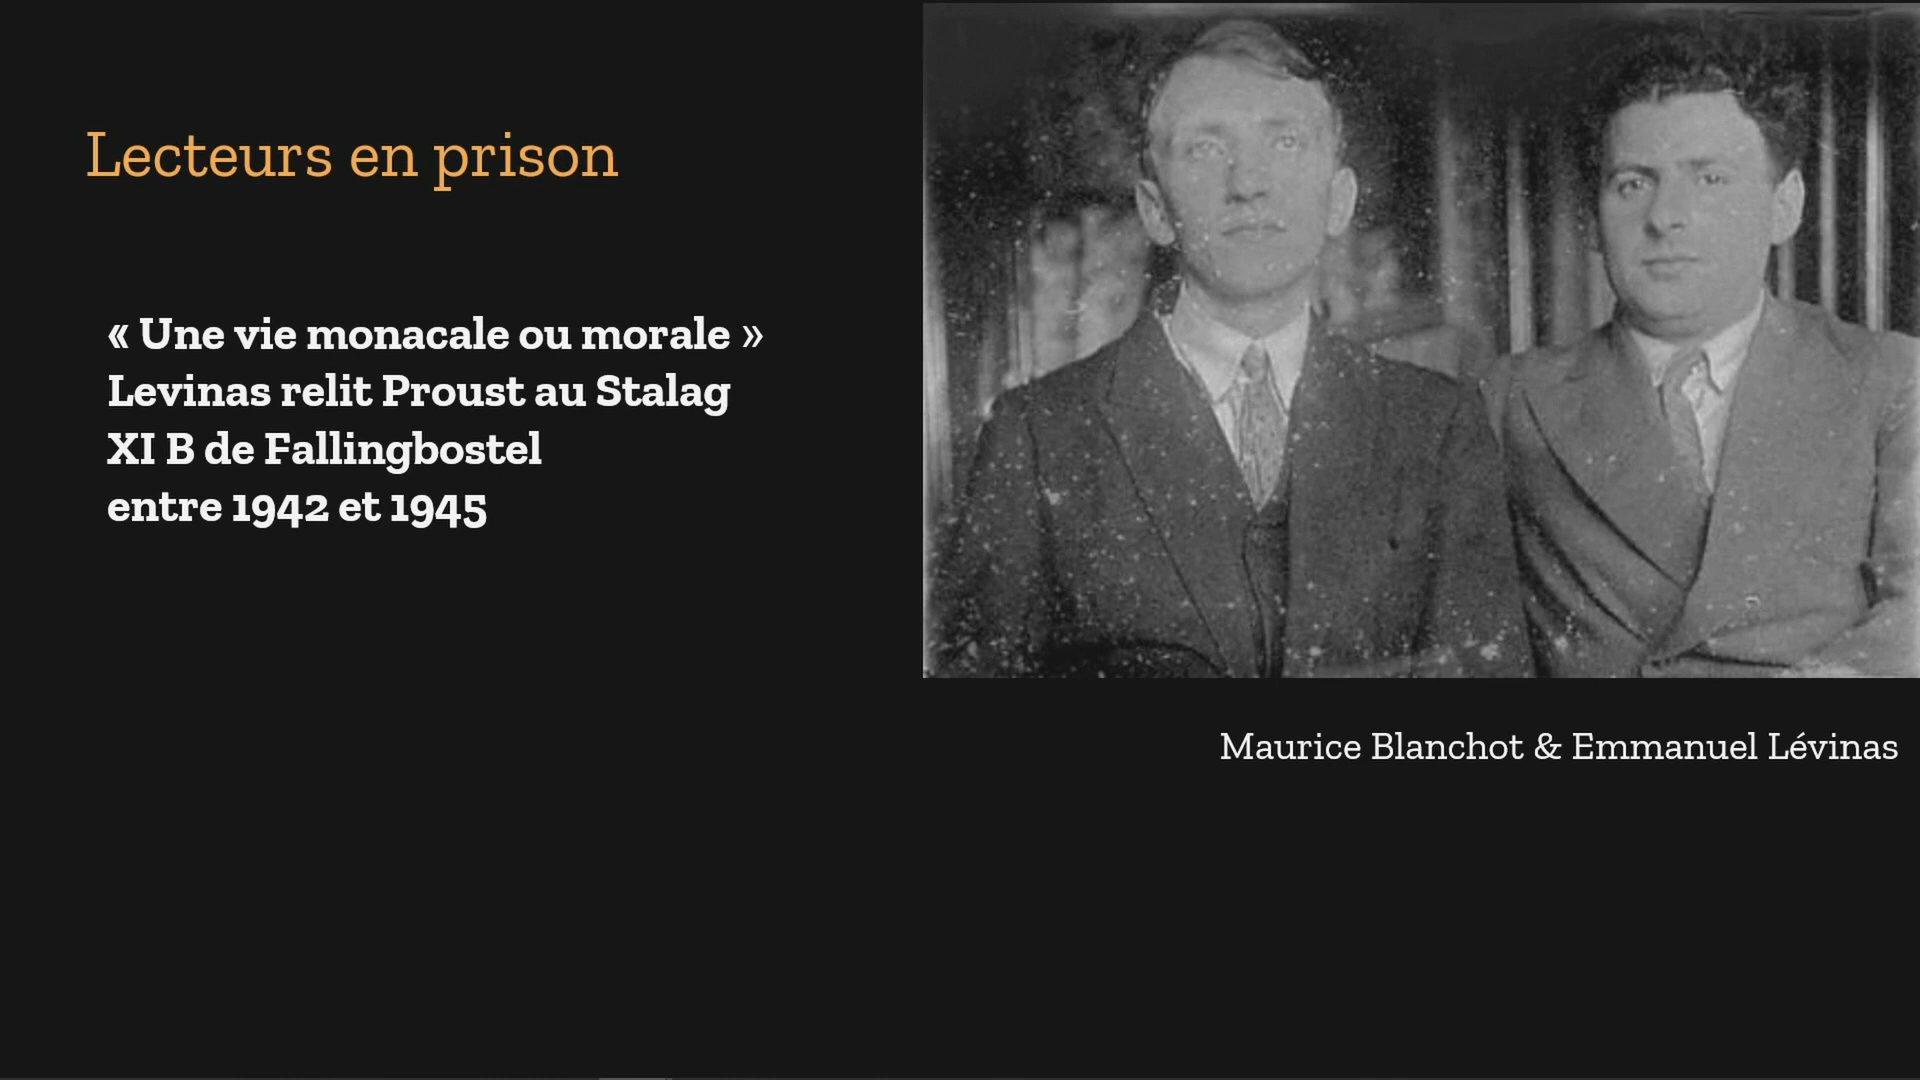 Lecteurs en prison
« Une vie monacale ou morale »
Levinas relit Proust au Stalag
XI B de Fallingbostel
entre 1942 et 1945
Maurice Blanchot & Emmanuel Lévinas